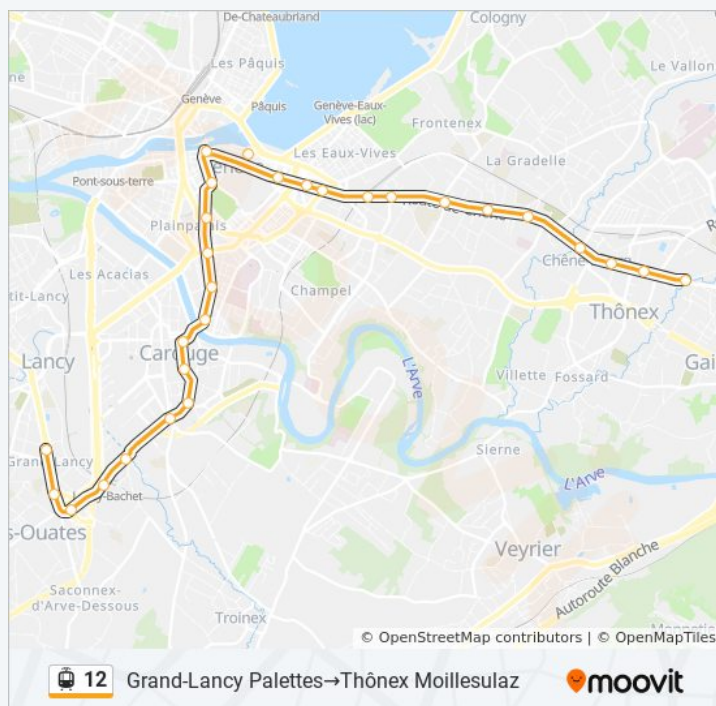 De-Chateaubriand
Cologny
Les Pâquis
Le Vallon
Genève
Pâquis
Genève-Eaux-
Vives (lac)
Frontenex
Les Eaux-Vives
La Gradelle
Pont-sous-terre
Plainpalais
Les Acacias
Champel
Thônex
Lancy
Carouge
L'Arve
Villette
Fossard
Gai
Grand-Lancy
Sierne
L'Arve
y-Bachet
s-Ouates
Veyrier
Autoroute Blanche
Saconnex-
d'Arve-Dessous
Troinex
© OpenStreetMap contributors | © OpenMapTiles
12 Grand-Lancy Palettes→Thônex Moillesulaz
moovit